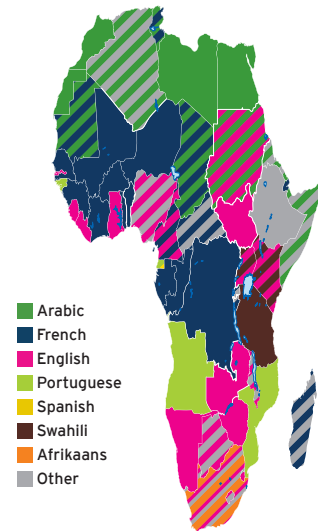 Arabic
French
English
Portuguese
Spanish
Swahili
Afrikaans
Other